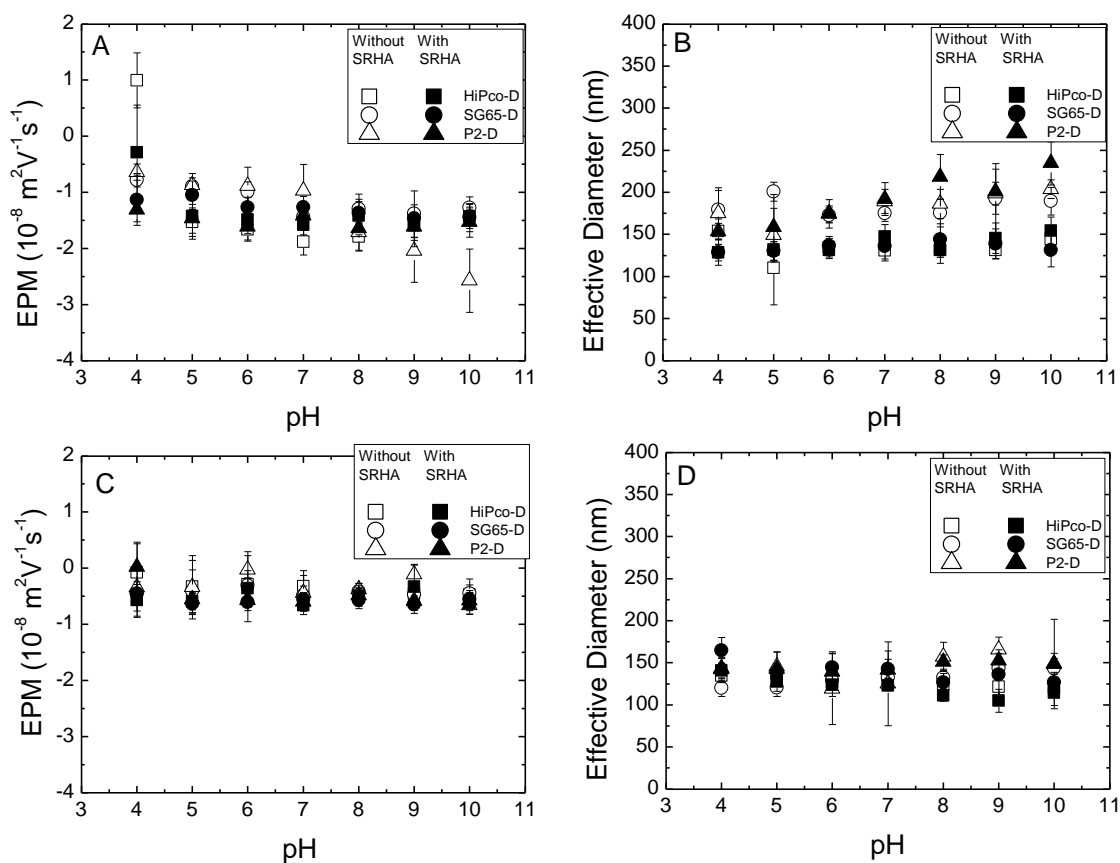 A
Without With
SRHA SRHA
HiPco-D
SG65-D
P2-D
2
1
0
-1
-2
-3
-4
EPM (10⁻⁸ m²V⁻¹s⁻¹)
3 4 5 6 7 8 9 10 11
pH
B
Without With
SRHA SRHA
HiPco-D
SG65-D
P2-D
400
350
300
250
200
150
100
50
0
Effective Diameter (nm)
3 4 5 6 7 8 9 10 11
pH
C
Without With
SRHA SRHA
HiPco-D
SG65-D
P2-D
2
1
0
-1
-2
-3
-4
EPM (10⁻⁸ m²V⁻¹s⁻¹)
3 4 5 6 7 8 9 10 11
pH
D
Without With
SRHA SRHA
HiPco-D
SG65-D
P2-D
400
350
300
250
200
150
100
50
0
Effective Diameter (nm)
3 4 5 6 7 8 9 10 11
pH